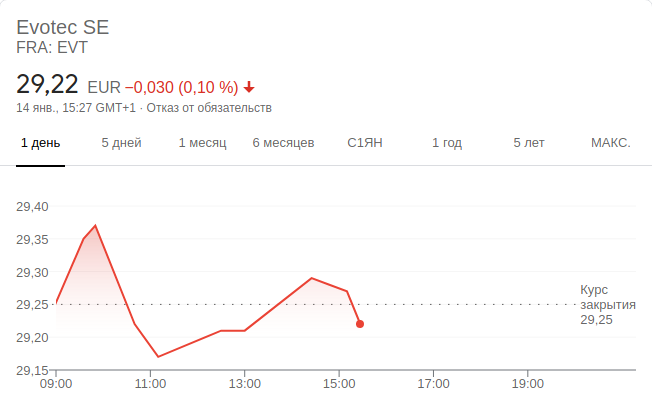 Evotec SE
FRA: EVT
29,22 EUR −0,030 (0,10 %)
14 янв., 15:27 GMT+1 · Отказ от обязательств
1 день 5 дней 1 месяц 6 месяцев С1ЯН 1 год 5 лет МАКС.
29,40
29,35
29,30
29,25
29,20
29,15
Курс
закрытия
29,25
09:00 11:00 13:00 15:00 17:00 19:00